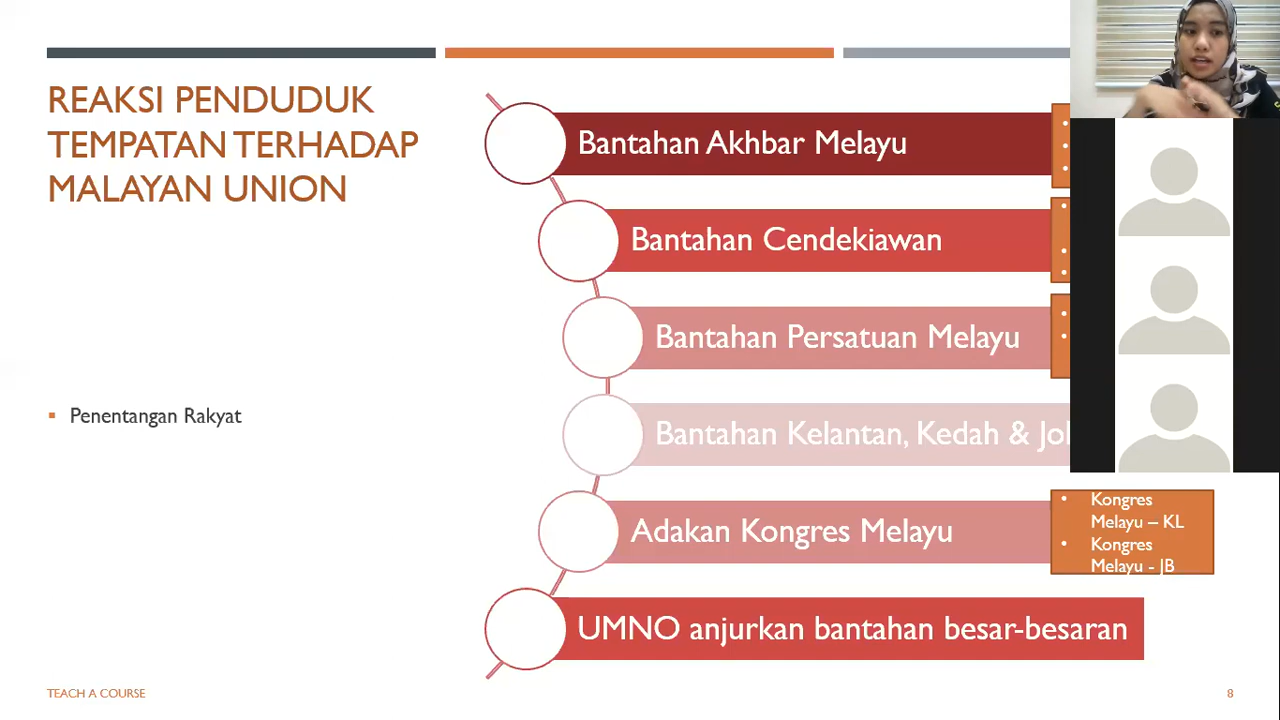 REAKSI PENDUDUK
TEMPATAN TERHADAP
MALAYAN UNION
Penentangan Rakyat
Bantahan Akhbar Melayu
Bantahan Cendekiawan
Bantahan Persatuan Melayu
Bantahan Kelantan, Kedah &
Adakan Kongres Melayu
Kongres
Melayu – KL
Kongres
Melayu - JB
UMNO anjurkan bantahan besar-besaran
TEACH A COURSE
8